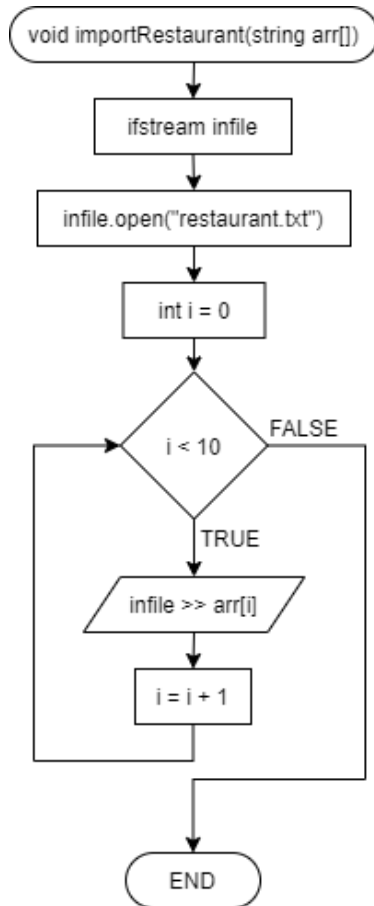 void importRestaurant(string arr[])
ifstream infile
infile.open("restaurant.txt")
int i = 0
i < 10
FALSE
TRUE
infile >> arr[i]
i = i + 1
END